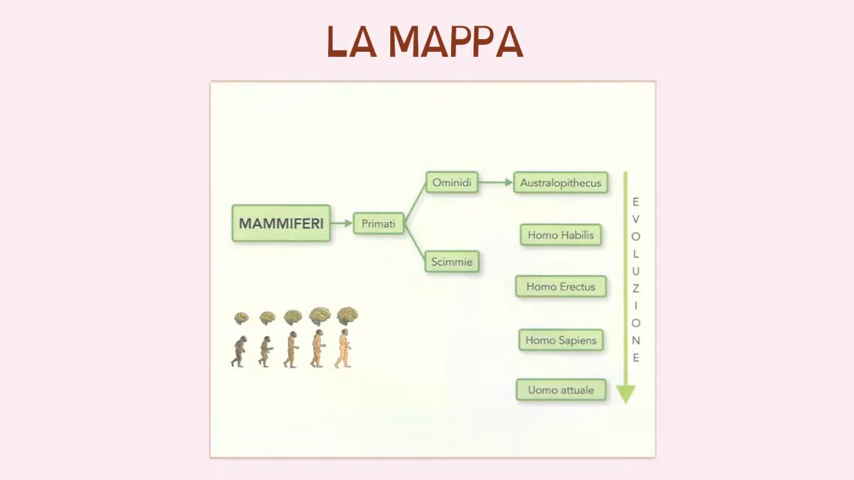 LA MAPPA
MAMMIFERI
Primati
Ominidi
Scimmie
Australopithecus
Homo Habilis
Homo Erectus
Homo Sapiens
Uomo attuale
EVOLUZIONE